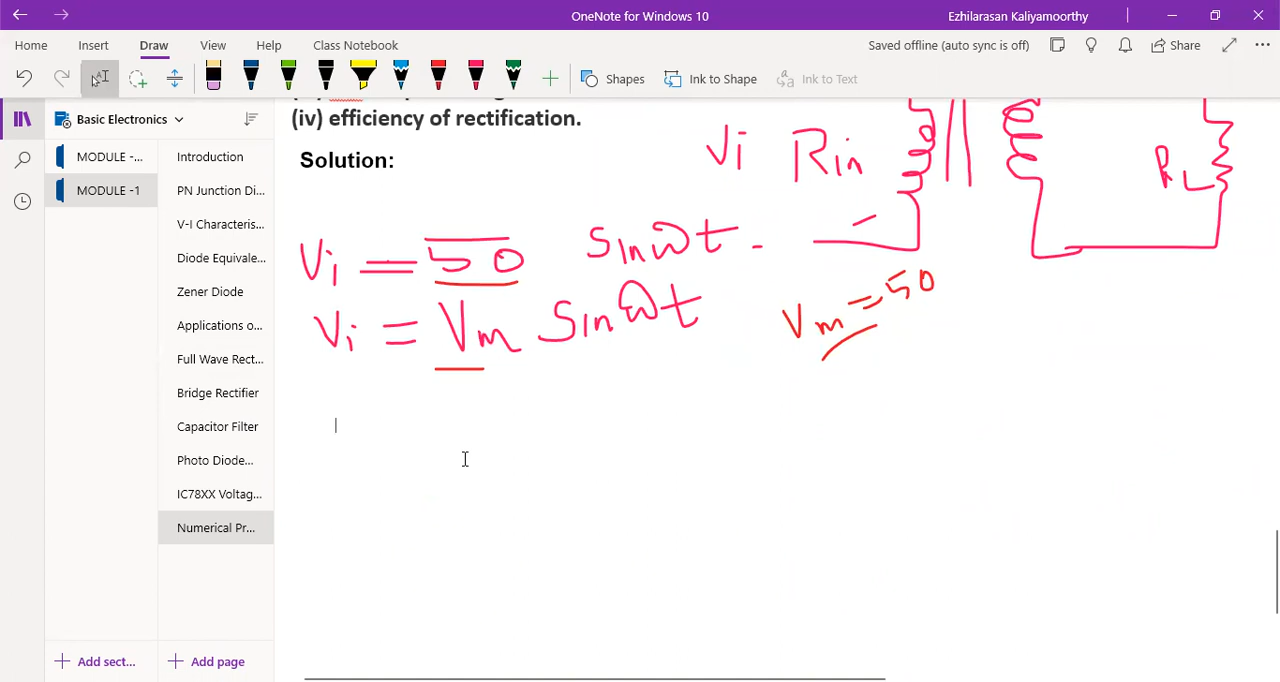 OneNote for Windows 10
Ezhilarasan Kaliyamoorthy
Home Insert Draw View Help Class Notebook
Saved offline (auto sync is off) Share
Shapes Ink to Shape Ink to Text
Basic Electronics
MODULE -...
MODULE -1
Introduction
PN Junction Di...
V-I Characteris...
Diode Equivale...
Zener Diode
Applications o...
Full Wave Rect...
Bridge Rectifier
Capacitor Filter
Photo Diode...
IC78XX Voltag...
Numerical Pr...
Add sect...
Add page
(iv) efficiency of rectification.
Solution:
Vi Rin
RL
Vi = 50 sinωt -
Vi = Vm Sinωt
Vm = 50